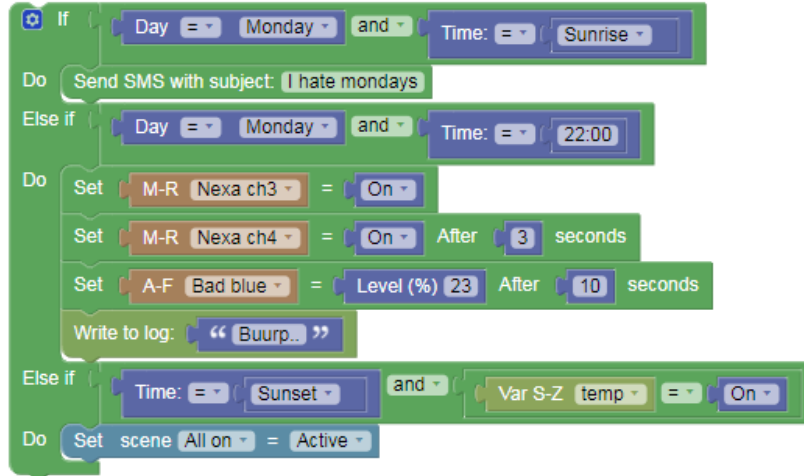 If Day = Monday and Time: = Sunrise
Do Send SMS with subject: I hate mondays
Else if Day = Monday and Time: = 22:00
Do Set M-R Nexa ch3 = On
Set M-R Nexa ch4 = On After 3 seconds
Set A-F Bad blue = Level (%) 23 After 10 seconds
Write to log: “ Buurp.. ”
Else if Time: = Sunset and Var S-Z temp = On
Do Set scene All on = Active